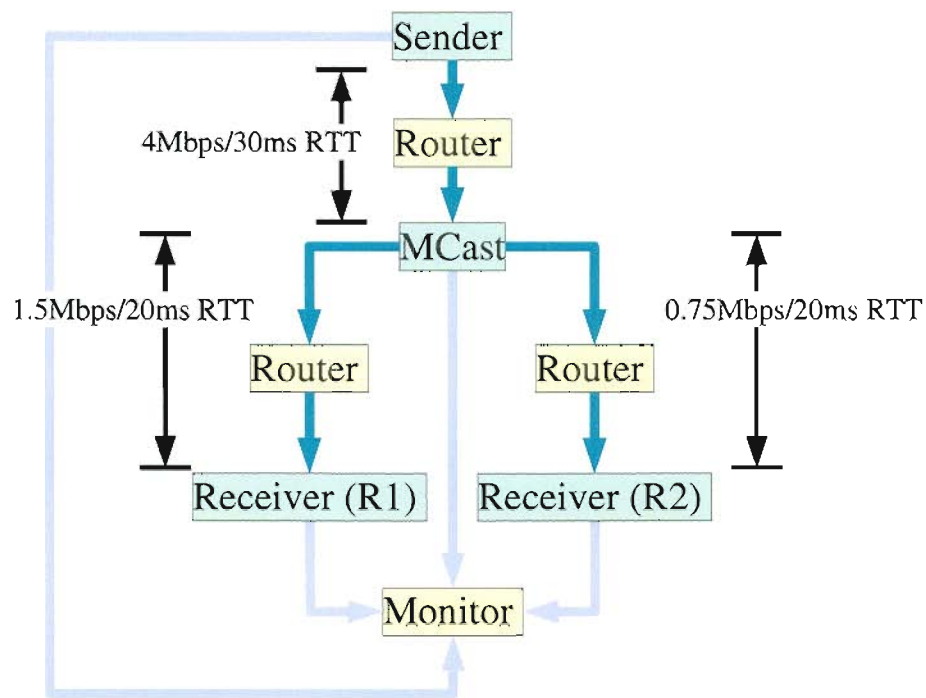 Sender
4Mbps/30ms RTT
Router
MCast
1.5Mbps/20ms RTT
0.75Mbps/20ms RTT
Router
Router
Receiver (R1)
Receiver (R2)
Monitor